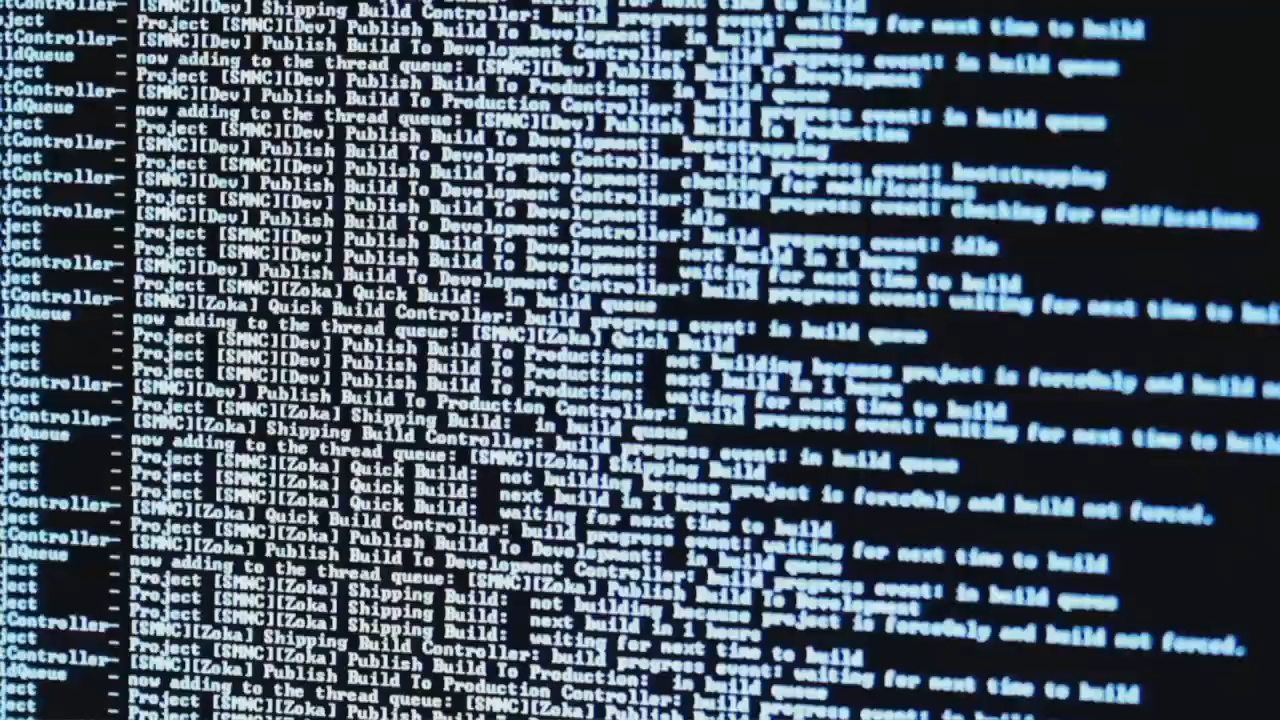 tController- [SMNC][Dev] Shipping Build Controller: build progress event: waiting for next time to build
ject - Project [SMNC][Dev] Publish Build To Development: in build queue
ctController- [SMNC][Dev] Publish Build To Development Controller: build progress event: in build queue
ldQueue - now adding to the thread queue: [SMNC][Dev] Publish Build To Development
ject - Project [SMNC][Dev] Publish Build To Production: in build queue
ctController- [SMNC][Dev] Publish Build To Production Controller: build progress event: in build queue
ldQueue - now adding to the thread queue: [SMNC][Dev] Publish Build To Production
ject - Project [SMNC][Dev] Publish Build To Development: bootstrapping
ctController- [SMNC][Dev] Publish Build To Development Controller: build progress event: bootstrapping
ject - Project [SMNC][Dev] Publish Build To Development: checking for modifications
tController- [SMNC][Dev] Publish Build To Development Controller: build progress event: checking for modifications
ject - Project [SMNC][Dev] Publish Build To Development: idle
tController- [SMNC][Dev] Publish Build To Development Controller: build progress event: idle
ject - Project [SMNC][Dev] Publish Build To Development: next build in 1 hours
ject - Project [SMNC][Dev] Publish Build To Development: waiting for next time to build
tController- [SMNC][Dev] Publish Build To Development Controller: build progress event: waiting for next time to bui
ject - Project [SMNC][Zoka] Quick Build: in build queue
tController- [SMNC][Zoka] Quick Build Controller: build progress event: in build queue
ldQueue - now adding to the thread queue: [SMNC][Zoka] Quick Build
ject - Project [SMNC][Dev] Publish Build To Production: not building because project is forceOnly and build n
ject - Project [SMNC][Dev] Publish Build To Production: next build in 1 hours
ject - Project [SMNC][Dev] Publish Build To Production: waiting for next time to build
tController- [SMNC][Dev] Publish Build To Production Controller: build progress event: waiting for next time to build
ject - Project [SMNC][Zoka] Shipping Build: in build queue
tController- [SMNC][Zoka] Shipping Build Controller: build progress event: in build queue
ldQueue - now adding to the thread queue: [SMNC][Zoka] Shipping Build
ject - Project [SMNC][Zoka] Quick Build: not building because project is forceOnly and build not forced.
ject - Project [SMNC][Zoka] Quick Build: next build in 1 hours
ject - Project [SMNC][Zoka] Quick Build: waiting for next time to build
tController- [SMNC][Zoka] Quick Build Controller: build progress event: waiting for next time to build
ject - Project [SMNC][Zoka] Publish Build To Development: in build queue
tController- [SMNC][Zoka] Publish Build To Development Controller: build progress event: in build queue
ldQueue - now adding to the thread queue: [SMNC][Zoka] Publish Build To Development
ject - Project [SMNC][Zoka] Shipping Build: not building because project is forceOnly and build not forced.
ject - Project [SMNC][Zoka] Shipping Build: next build in 1 hours
ject - Project [SMNC][Zoka] Shipping Build: waiting for next time to build
tController- [SMNC][Zoka] Shipping Build Controller: build progress event: waiting for next time to build
ject - Project [SMNC][Zoka] Publish Build To Production: in build queue
tController- [SMNC][Zoka] Publish Build To Production Controller: build progress event: in build
ldQueue - now adding to the thread queue: [SMNC][Zoka] Publish Build
ect - Project [SMNC][Zoka] Publish Build To